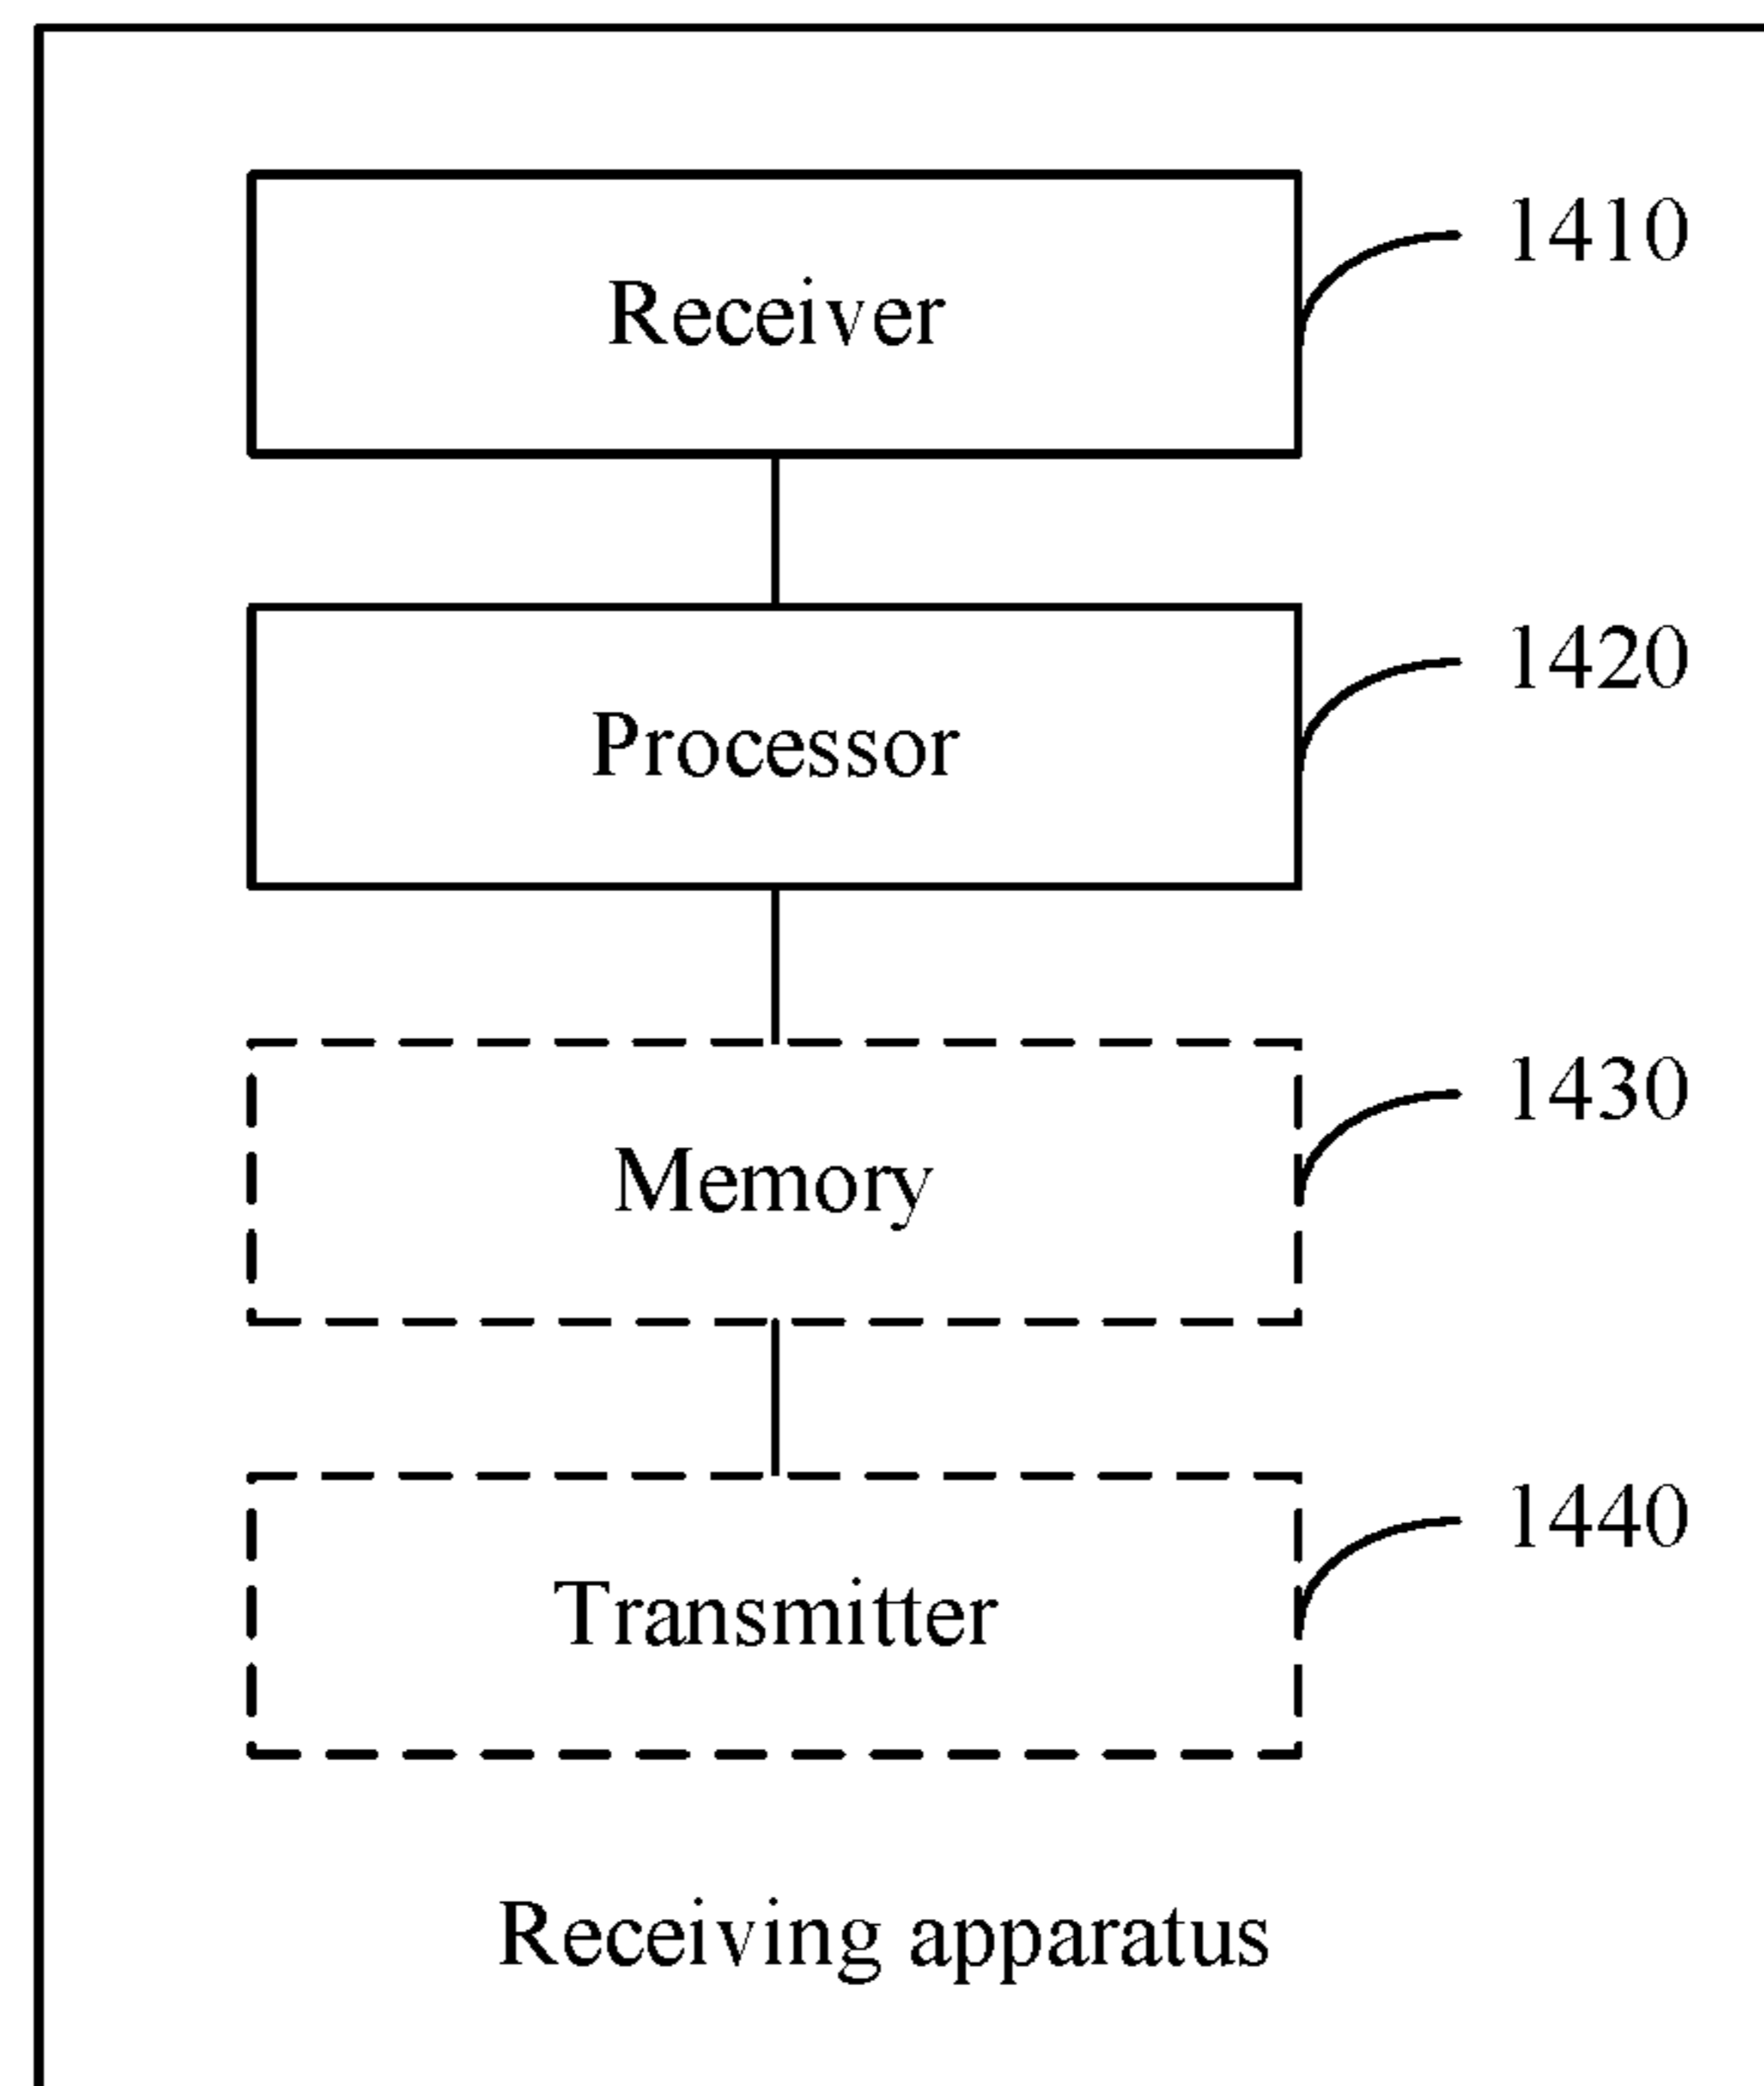 1410
Receiver
1420
Processor
1430
Memory
1440
Transmitter
Receiving apparatus